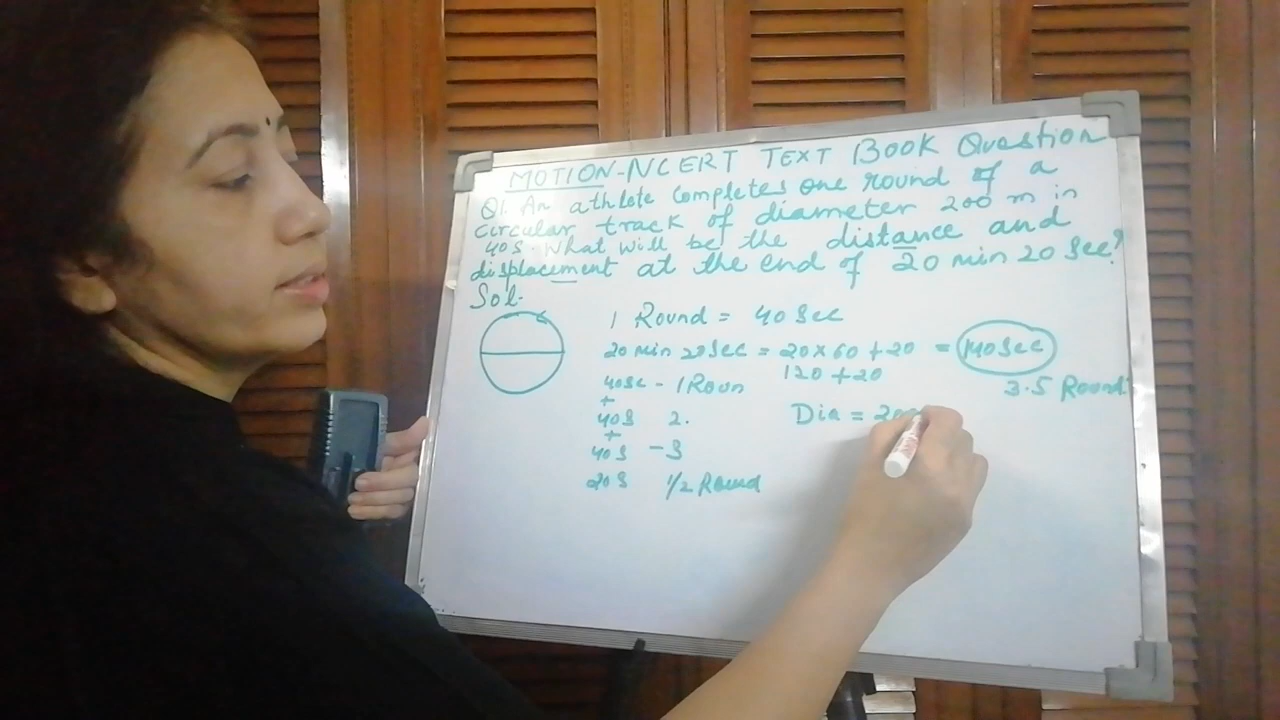 MOTION-NCERT TEXT BOOK Question
Q1. An athlete completes one round of a
circular track of diameter 200 m in
40S. What will be the distance and
displacement at the end of 20 min 20 Sec?
Sol.
1 Round = 40 Sec
20 min 20 Sec = 20×60 + 20 = 140 Sec
120 + 20
40Sec - 1 Roun
3.5 Round
+
40S 2.
Dia = 200
+
40S - 3
20S 1/2 Round